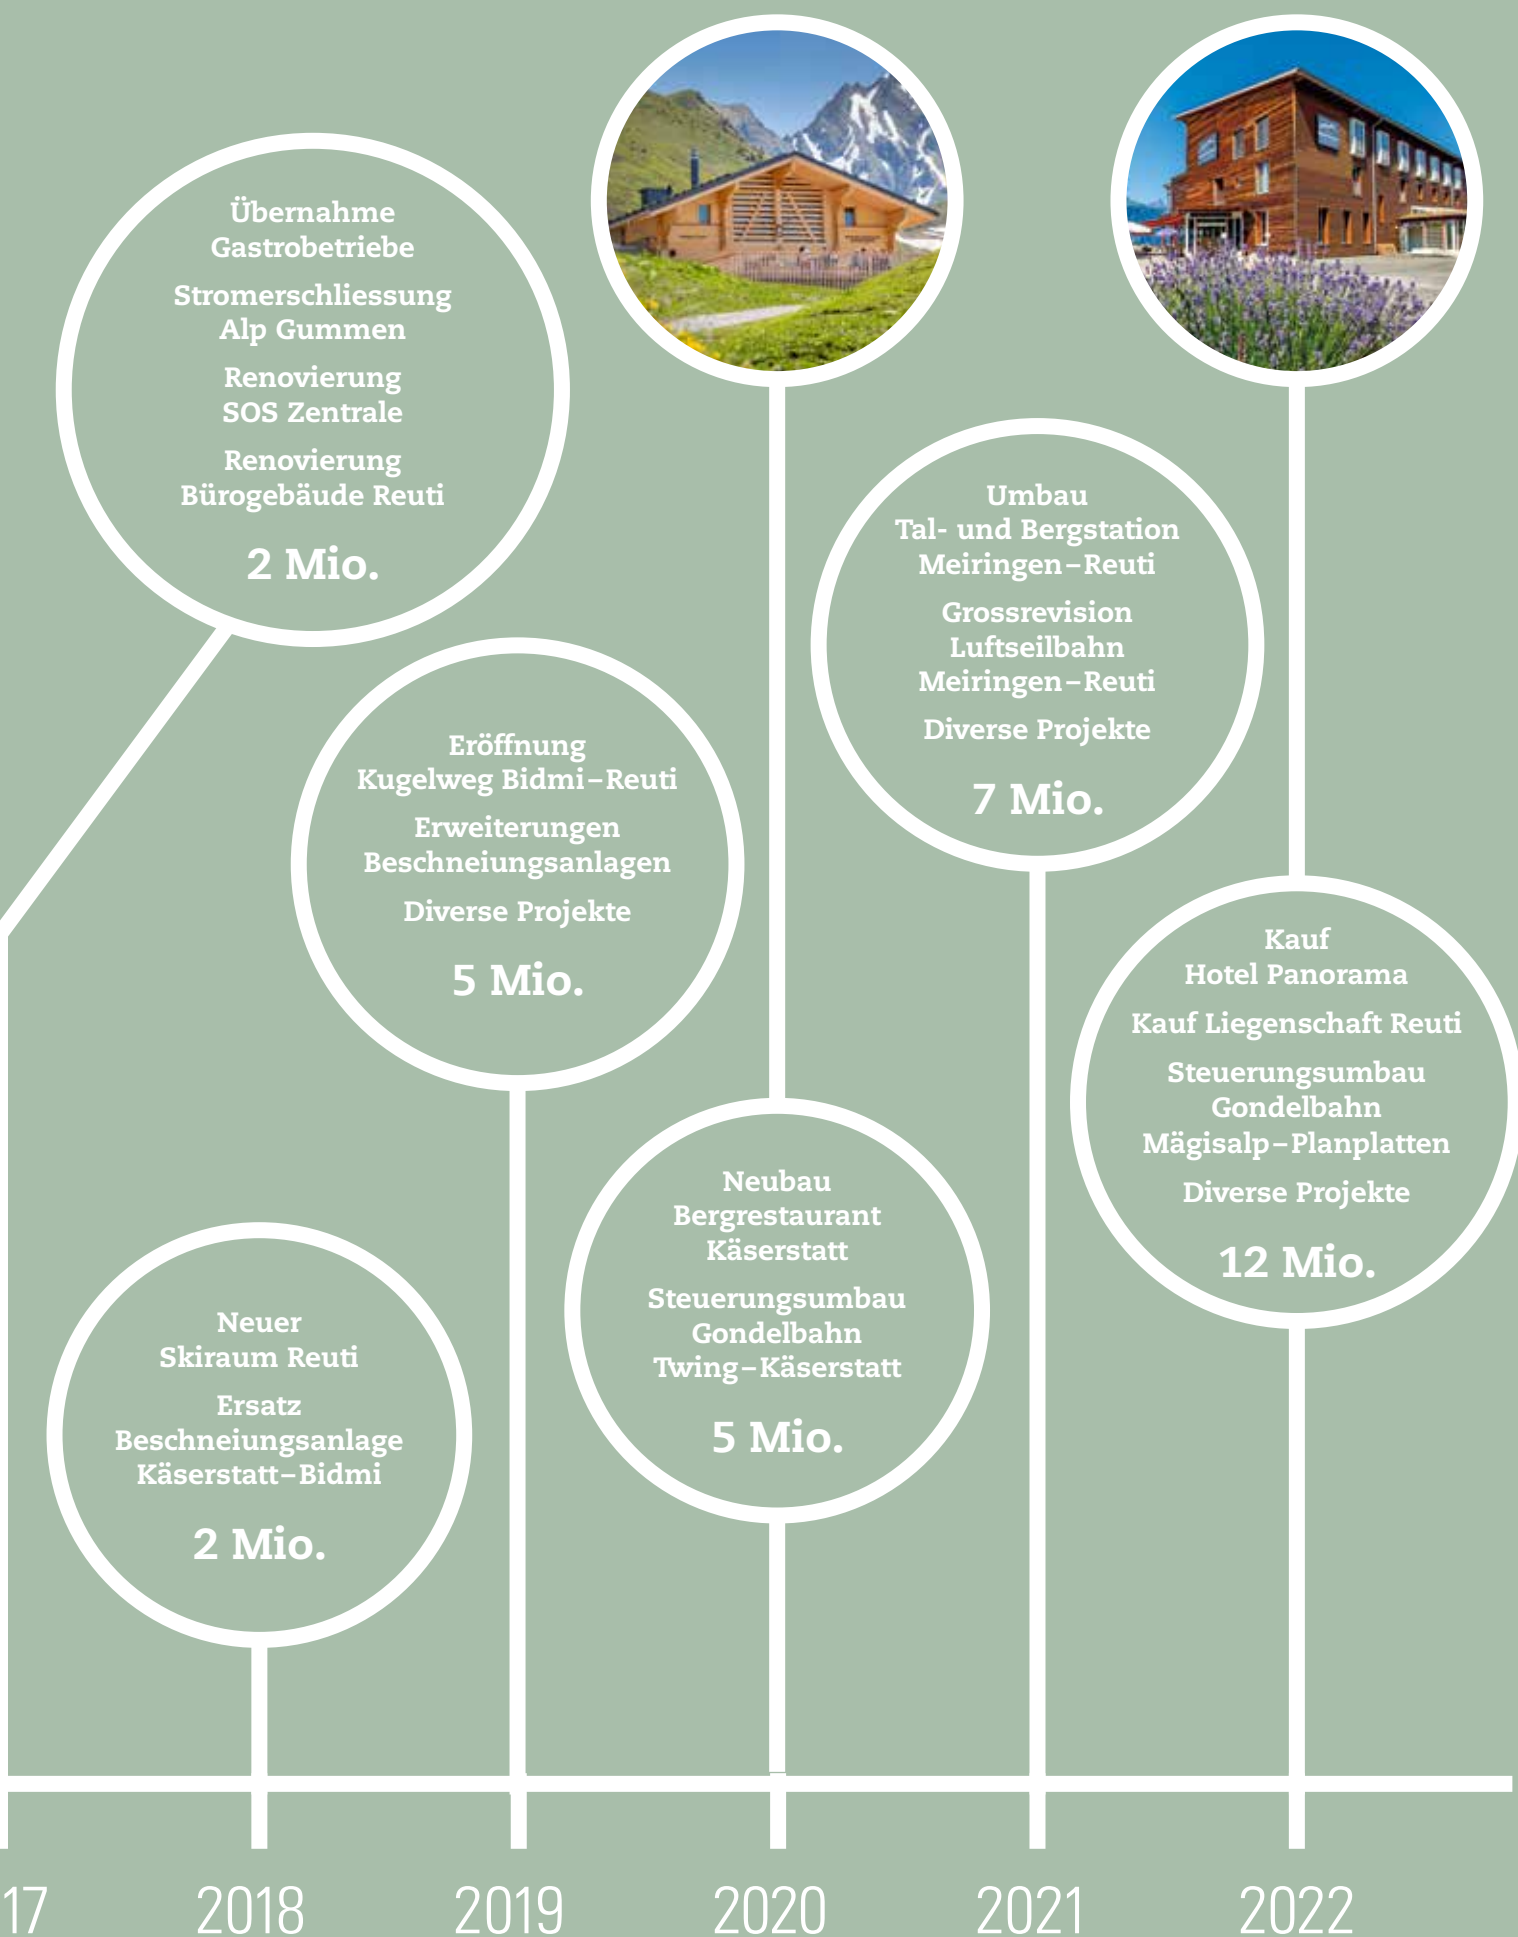 Übernahme
Gastrobetriebe
Stromerschliessung
Alp Gummen
Renovierung
SOS Zentrale
Renovierung
Bürogebäude Reuti
2 Mio.
Eröffnung
Kugelweg Bidmi–Reuti
Erweiterungen
Beschneiungsanlagen
Diverse Projekte
5 Mio.
Umbau
Tal- und Bergstation
Meiringen–Reuti
Grossrevision
Luftseilbahn
Meiringen–Reuti
Diverse Projekte
7 Mio.
Kauf
Hotel Panorama
Kauf Liegenschaft Reuti
Steuerungsumbau
Gondelbahn
Mägisalp–Planplatten
Diverse Projekte
12 Mio.
Neubau
Bergrestaurant
Käserstatt
Steuerungsumbau
Gondelbahn
Twing–Käserstatt
5 Mio.
Neuer
Skiraum Reuti
Ersatz
Beschneiungsanlage
Käserstatt–Bidmi
2 Mio.
17 2018 2019 2020 2021 2022